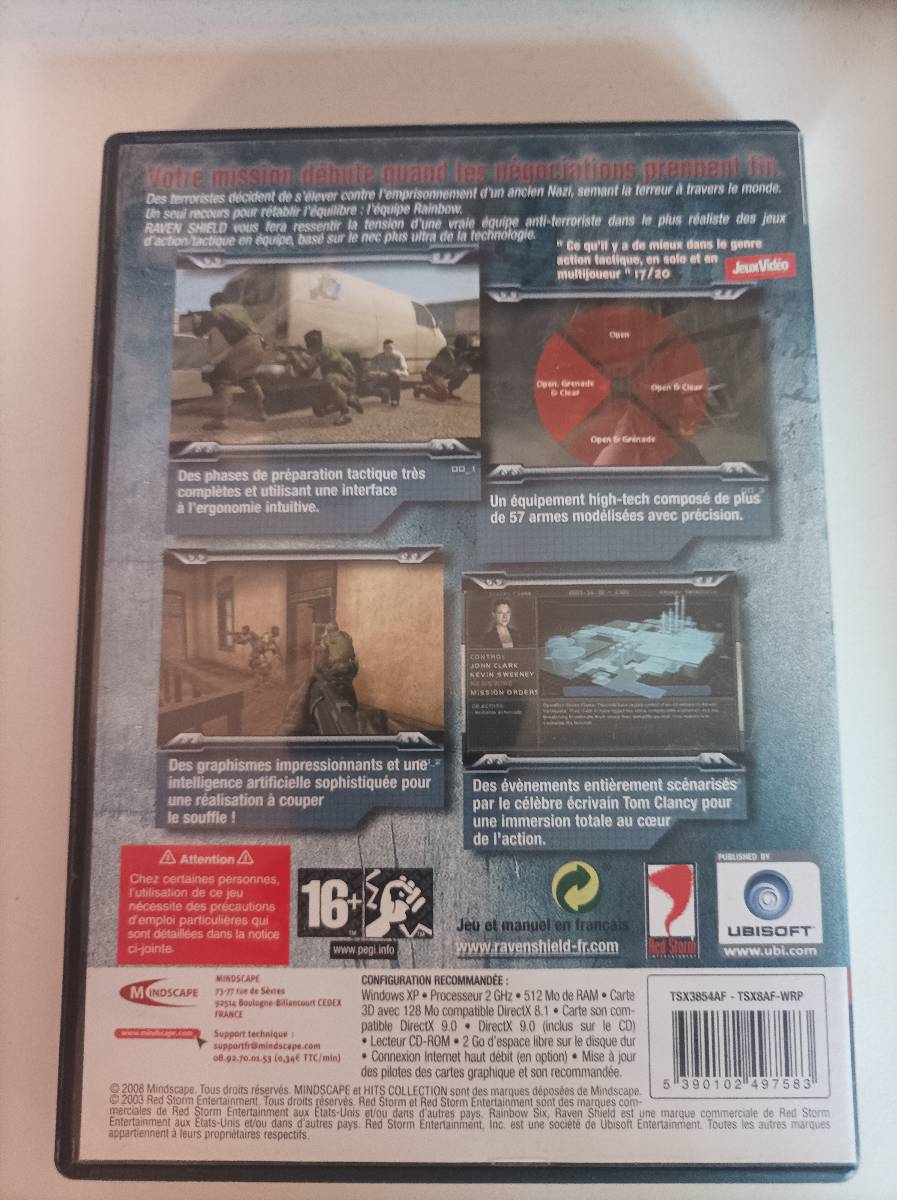 Votre mission débute quand les négociations prennent fin.
Des terroristes décident de s'élever contre l'emprisonnement d'un ancien Nazi, semant la terreur à travers le monde.
Un seul recours pour rétablir l'équilibre : l'équipe Rainbow.
RAVEN SHIELD vous fera ressentir la tension d'une vraie équipe anti-terroriste dans le plus réaliste des jeux
d'action/tactique en équipe, basé sur le nec plus ultra de la technologie.
" Ce qu'il y a de mieux dans le genre
action tactique, en solo et en
multijoueur " 17/20
JeuxVidéo
Open
Open, Grenade
& Clear
Open & Clear
Open & Grenade
Des phases de préparation tactique très
complètes et utilisant une interface
à l'ergonomie intuitive.
Un équipement high-tech composé de plus
de 57 armes modélisées avec précision.
CONTROL
JOHN CLARK
KEVIN SWEENEY
NEWS WIRE
MISSION ORDERS
Des graphismes impressionnants et une
intelligence artificielle sophistiquée pour
une réalisation à couper
le souffle !
Des évènements entièrement scénarisés
par le célèbre écrivain Tom Clancy pour
une immersion totale au cœur
de l'action.
Attention
Chez certaines personnes,
l'utilisation de ce jeu
nécessite des précautions
d'emploi particulières qui
sont détaillées dans la notice
ci-jointe.
16+
www.pegi.info
Jeu et manuel en français
www.ravenshield-fr.com
Red Storm
ENTERTAINMENT
PUBLISHED BY
UBISOFT
www.ubi.com
MINDSCAPE
www.mindscape.com
MINDSCAPE
73-77 rue de Sèvres
92514 Boulogne-Billancourt CEDEX
FRANCE
Support technique :
supportfr@mindscape.com
08.92.70.01.53 (0,34€ TTC/min)
CONFIGURATION RECOMMANDÉE :
Windows XP • Processeur 2 GHz • 512 Mo de RAM • Carte
3D avec 128 Mo compatible DirectX 8.1 • Carte son com-
patible DirectX 9.0 • DirectX 9.0 (inclus sur le CD)
• Lecteur CD-ROM • 2 Go d'espace libre sur le disque dur
• Connexion Internet haut débit (en option) • Mise à jour
des pilotes des cartes graphique et son recommandée.
TSX3854AF - TSX8AF-WRP
5 390102 497583
© 2008 Mindscape. Tous droits réservés. MINDSCAPE et HITS COLLECTION sont des marques déposées de Mindscape.
© 2003 Red Storm Entertainment. Tous droits réservés. Red Storm et Red Storm Entertainment sont des marques com-
merciales de Red Storm Entertainment aux États-Unis et/ou dans d'autres pays. Rainbow Six, Raven Shield est une marque commerciale de Red Storm
Entertainment aux États-Unis et/ou dans d'autres pays. Red Storm Entertainment, Inc. est une société de Ubisoft Entertainment. Toutes les autres marques
appartiennent à leurs propriétaires respectifs.